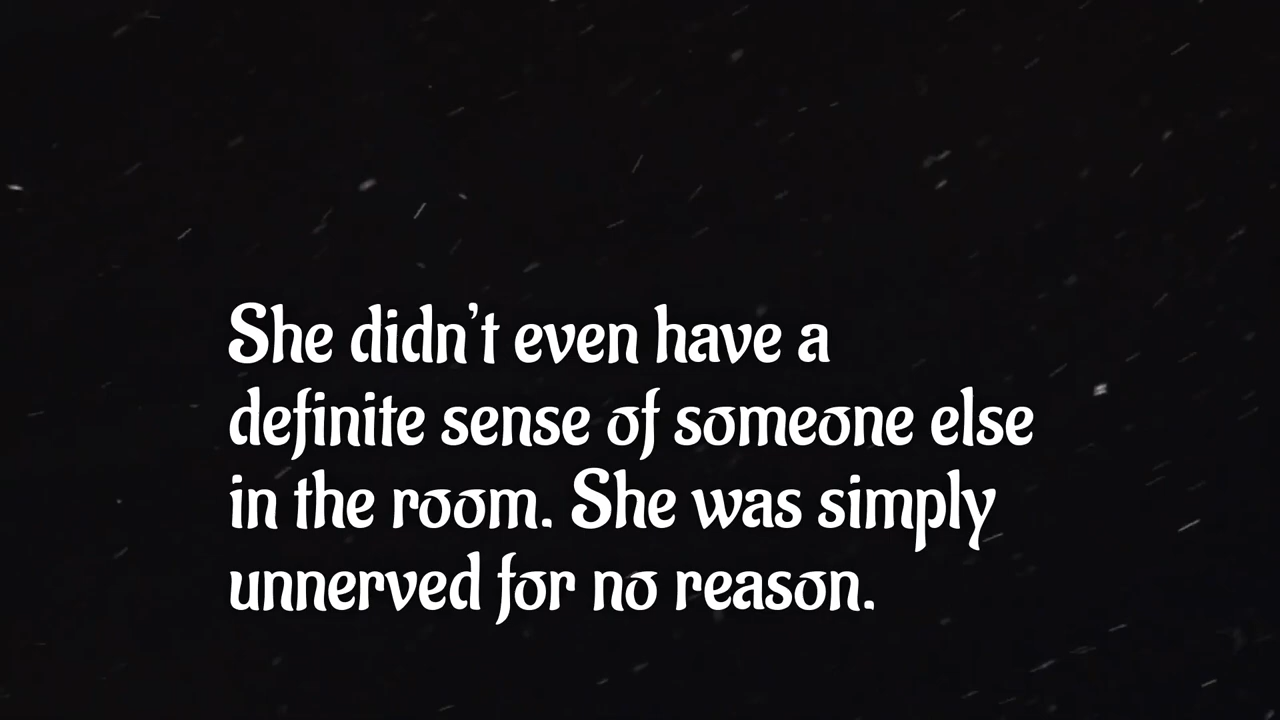 She didn’t even have a
definite sense of someone else
in the room. She was simply
unnerved for no reason.